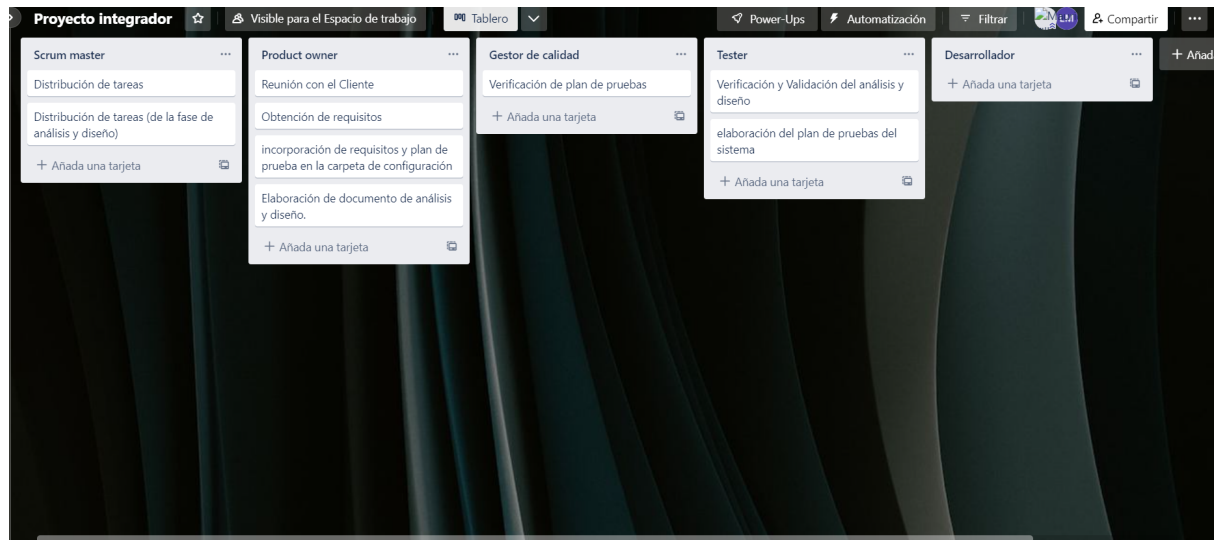 Proyecto integrador
Visible para el Espacio de trabajo
Tablero
Power-Ups
Automatización
Filtrar
LM
Compartir
Scrum master
Distribución de tareas
Distribución de tareas (de la fase de
análisis y diseño)
+ Añada una tarjeta
Product owner
Reunión con el Cliente
Obtención de requisitos
incorporación de requisitos y plan de
prueba en la carpeta de configuración
Elaboración de documento de análisis
y diseño.
+ Añada una tarjeta
Gestor de calidad
Verificación de plan de pruebas
+ Añada una tarjeta
Tester
Verificación y Validación del análisis y
diseño
elaboración del plan de pruebas del
sistema
+ Añada una tarjeta
Desarrollador
+ Añada una tarjeta
+ Añad